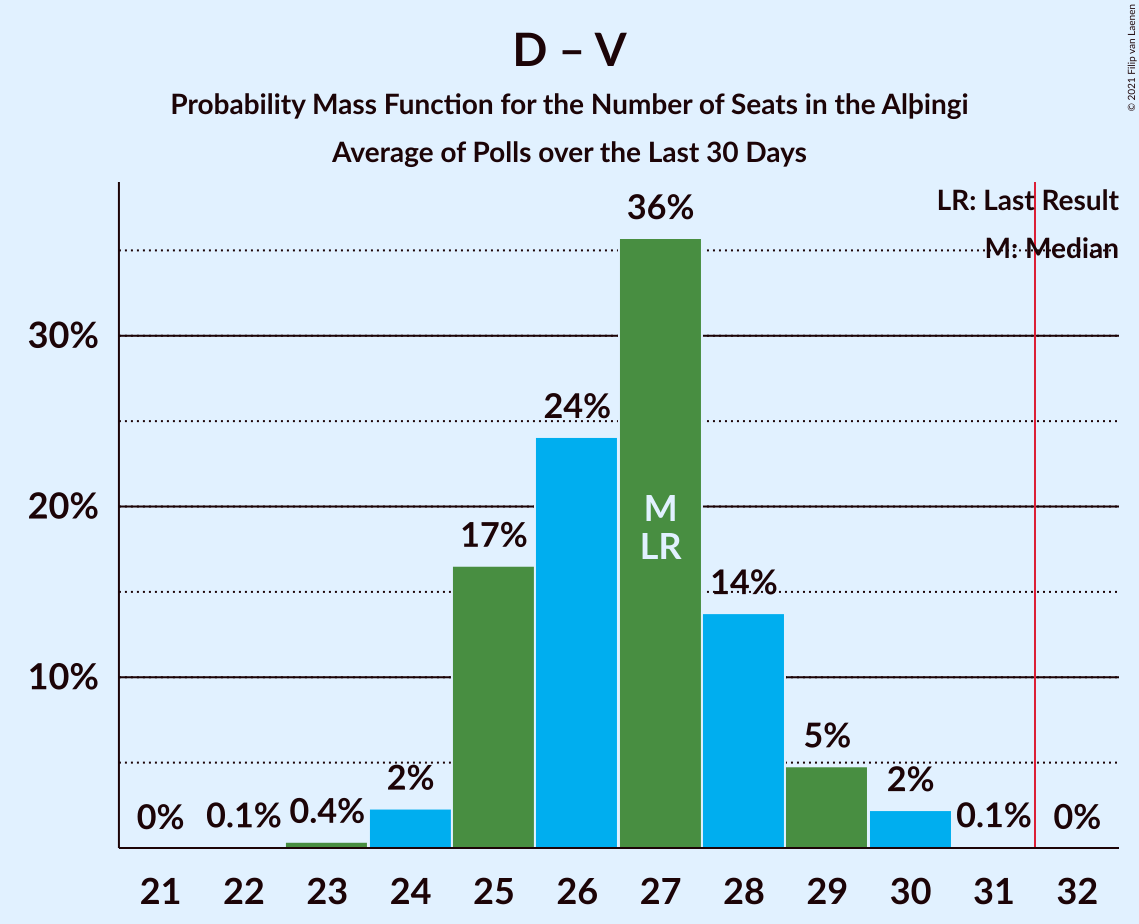 D – V
Probability Mass Function for the Number of Seats in the Alþingi
Average of Polls over the Last 30 Days
© 2021 Filip van Laenen
LR: Last Result
M: Median
36%
30%
24%
20%
17%
M
LR
14%
10%
5%
2%
2%
0%
0.1%
0.4%
0.1%
0%
21 22 23 24 25 26 27 28 29 30 31 32